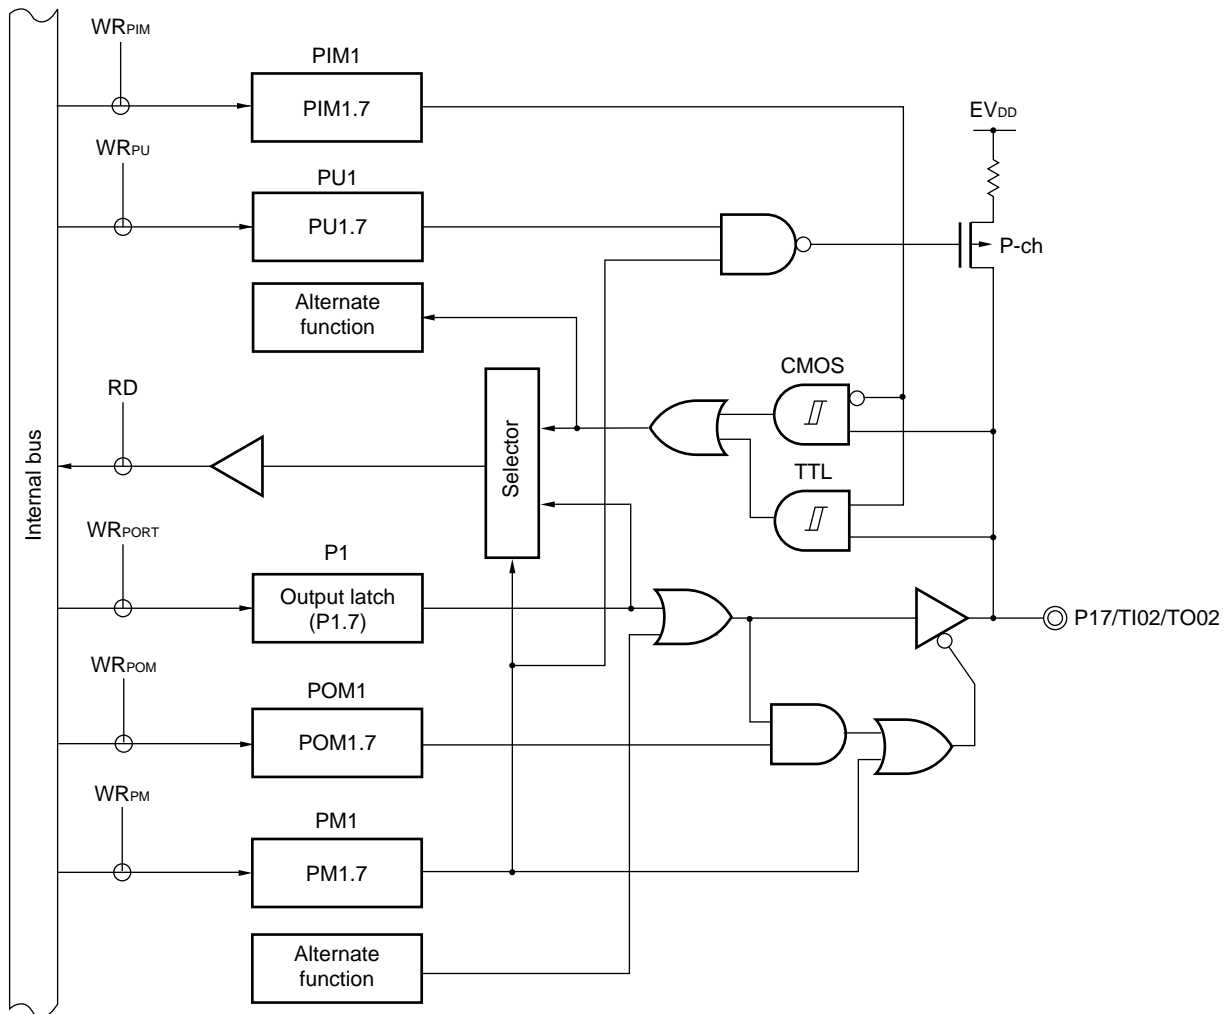 WRPIM
PIM1
PIM1.7
EVDD
WRPU
PU1
PU1.7
P-ch
Alternate
function
CMOS
RD
Selector
TTL
Internal bus
WRPORT
P1
Output latch
(P1.7)
P17/TI02/TO02
WRPOM
POM1
POM1.7
WRPM
PM1
PM1.7
Alternate
function